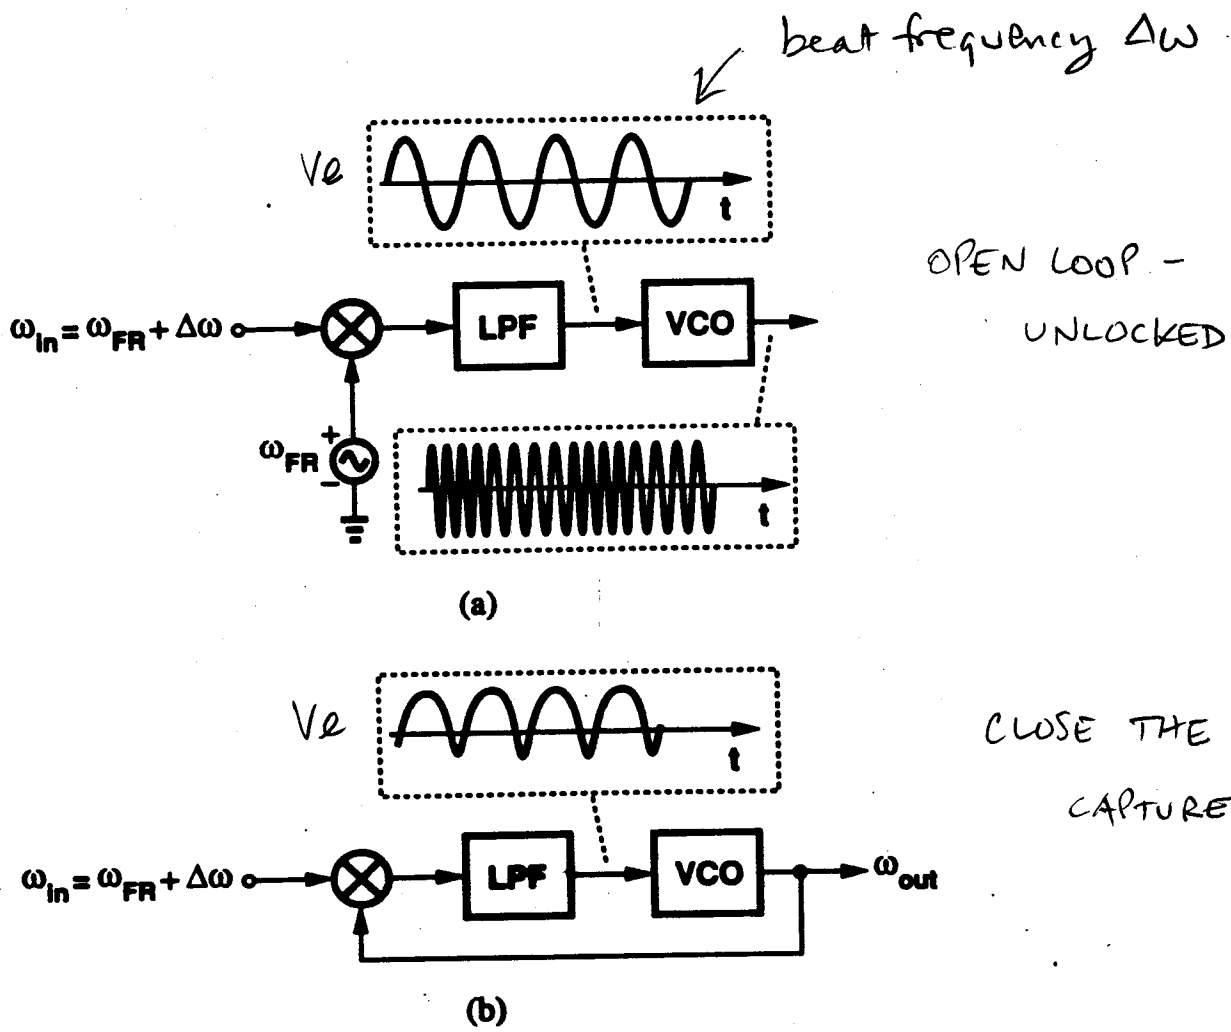 beat frequency Δω
Ve
t
OPEN LOOP -
UNLOCKED
ω_in = ω_FR + Δω
LPF
VCO
ω_FR
+
−
t
(a)
Ve
t
CLOSE THE
CAPTURE
ω_in = ω_FR + Δω
LPF
VCO
ω_out
(b)